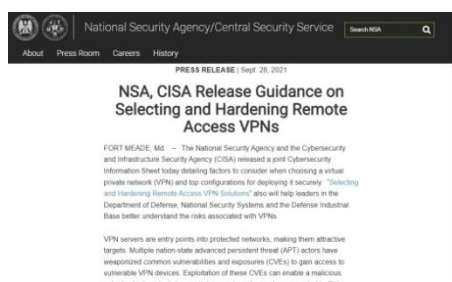 National Security Agency/Central Security Service
Search NSA
About Press Room Careers History
PRESS RELEASE | Sept. 28, 2021
NSA, CISA Release Guidance on
Selecting and Hardening Remote
Access VPNs
FORT MEADE, Md. – The National Security Agency and the Cybersecurity
and Infrastructure Security Agency (CISA) released a joint Cybersecurity
Information Sheet today detailing factors to consider when choosing a virtual
private network (VPN) and top configurations for deploying it securely. "Selecting
and Hardening Remote Access VPN Solutions" also will help leaders in the
Department of Defense, National Security Systems and the Defense Industrial
Base better understand the risks associated with VPNs.
VPN servers are entry points into protected networks, making them attractive
targets. Multiple nation-state advanced persistent threat (APT) actors have
weaponized common vulnerabilities and exposures (CVEs) to gain access to
vulnerable VPN devices. Exploitation of these CVEs can enable a malicious